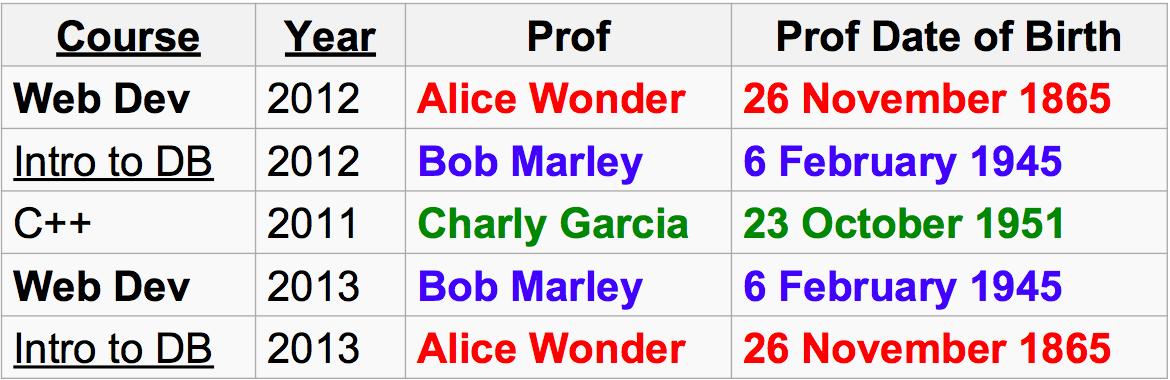 Course Year Prof Prof Date of Birth
Web Dev 2012 Alice Wonder 26 November 1865
Intro to DB 2012 Bob Marley 6 February 1945
C++ 2011 Charly Garcia 23 October 1951
Web Dev 2013 Bob Marley 6 February 1945
Intro to DB 2013 Alice Wonder 26 November 1865